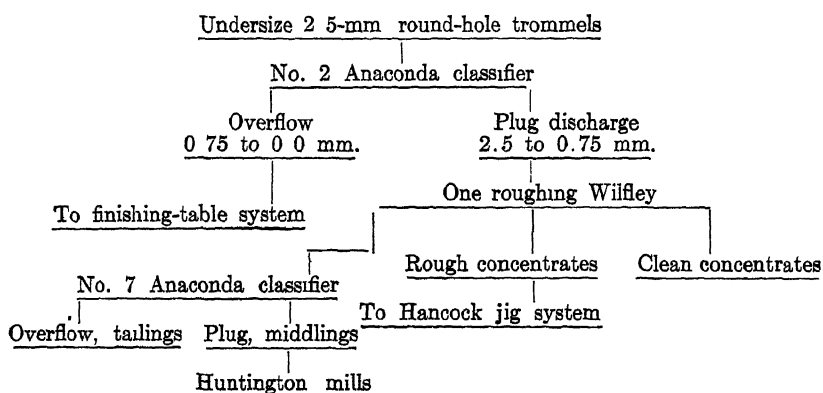 Undersize 2 5-mm round-hole trommels
No. 2 Anaconda classifier
Overflow
0 75 to 0 0 mm.
Plug discharge
2.5 to 0.75 mm.
To finishing-table system
One roughing Wilfley
Rough concentrates
Clean concentrates
No. 7 Anaconda classifier
To Hancock jig system
Overflow, tailings
Plug, middlings
Huntington mills